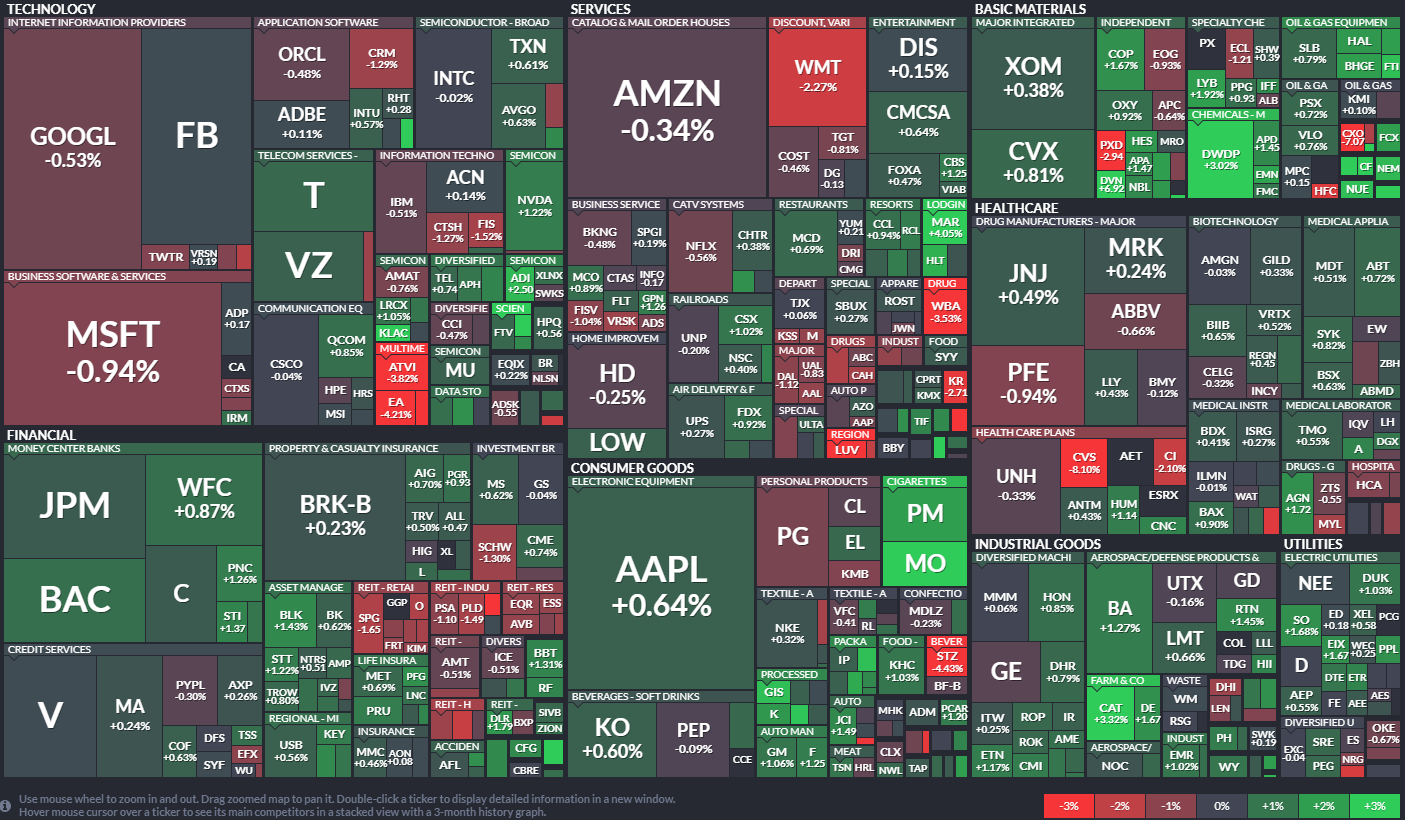 TECHNOLOGY
INTERNET INFORMATION PROVIDERS
GOOGL
-0.53%
FB
TWTR
VRSN
+0.19
BUSINESS SOFTWARE & SERVICES
MSFT
-0.94%
ADP
+0.17
CA
CTXS
IRM
APPLICATION SOFTWARE
ORCL
-0.48%
CRM
-1.29%
ADBE
+0.11%
INTU
+0.57%
RHT
+0.28
TELECOM SERVICES -
T
VZ
COMMUNICATION EQ
CSCO
-0.04%
QCOM
+0.85%
HPE
HRS
MSI
SEMICONDUCTOR - BROAD
INTC
-0.02%
TXN
+0.61%
AVGO
+0.63%
INFORMATION TECHNO
IBM
-0.51%
ACN
+0.14%
CTSH
-1.27%
FIS
-1.52%
SEMICON
NVDA
+1.22%
SEMICON
AMAT
-0.76%
LRCX
+1.05%
KLAC
DIVERSIFIED
TEL
+0.74
APH
SEMICON
ADI
+2.50
XLNX
SWKS
DIVERSIFIE
CCI
-0.47%
SCIEN
FTV
HPQ
+0.56
MULTIME
ATVI
-3.82%
EA
-4.21%
SEMICON
MU
EQIX
+0.22%
BR
NLSN
DATA STO
ADSK
-0.55
FINANCIAL
MONEY CENTER BANKS
JPM
WFC
+0.87%
BAC
C
PNC
+1.26%
STI
+1.37
CREDIT SERVICES
V
MA
+0.24%
PYPL
-0.30%
AXP
+0.26%
COF
+0.63%
DFS
SYF
TSS
EFX
WU
PROPERTY & CASUALTY INSURANCE
BRK-B
+0.23%
AIG
+0.70%
PGR
+0.93
TRV
+0.50%
ALL
+0.47
HIG
XL
L
INVESTMENT BR
MS
+0.62%
GS
-0.04%
SCHW
-1.30%
CME
+0.74%
ASSET MANAGE
BLK
+1.43%
BK
+0.62%
STT
+1.22%
NTRS
+0.51
AMP
TROW
+0.80%
IVZ
REGIONAL - MI
USB
+0.56%
KEY
REIT - RETAI
SPG
-1.65
GGP
O
FRT
KIM
REIT - INDU
PSA
-1.10
PLD
-1.49
REIT - RES
EQR
ESS
AVB
LIFE INSURA
MET
+0.69%
PFG
LNC
PRU
REIT -
AMT
-0.51%
DIVERS
ICE
-0.51%
BBT
+1.31%
RF
INSURANCE
MMC
+0.46%
AON
+0.08
REIT - H
REIT -
DLR
+1.79
BXP
SIVB
ZION
ACCIDEN
AFL
CFG
CBRE
SERVICES
CATALOG & MAIL ORDER HOUSES
AMZN
-0.34%
DISCOUNT, VARI
WMT
-2.27%
COST
-0.46%
TGT
-0.81%
DG
-0.13
ENTERTAINMENT
DIS
+0.15%
CMCSA
+0.64%
FOXA
+0.47%
CBS
+1.25
VIAB
BUSINESS SERVICE
BKNG
-0.48%
SPGI
+0.19%
MCO
+0.89%
CTAS
INFO
-0.17
FISV
-1.04%
FLT
GPN
+1.26
VRSK
ADS
CATV SYSTEMS
NFLX
-0.56%
CHTR
+0.38%
RESTAURANTS
MCD
+0.69%
YUM
+0.21
DRI
CMG
RESORTS
CCL
+0.94%
RCL
LODGIN
MAR
+4.05%
HLT
RAILROADS
UNP
-0.20%
CSX
+1.02%
NSC
+0.40%
DEPART
TJX
+0.06%
KSS
M
SPECIAL
SBUX
+0.27%
APPARE
ROST
JWN
DRUG
WBA
-3.53%
HOME IMPROVEM
HD
-0.25%
LOW
AIR DELIVERY & F
UPS
+0.27%
FDX
+0.92%
MAJOR
DAL
-1.12
UAL
-0.83
AAL
DRUGS
ABC
CAH
INDUST
FOOD
SYY
CPRT
KMX
KR
-2.71
AUTO P
AZO
AAP
SPECIAL
ULTA
REGION
LUV
BBY
TIF
CONSUMER GOODS
ELECTRONIC EQUIPMENT
AAPL
+0.64%
BEVERAGES - SOFT DRINKS
KO
+0.60%
PEP
-0.09%
CCE
PERSONAL PRODUCTS
PG
CL
EL
KMB
CIGARETTES
PM
MO
TEXTILE - A
NKE
+0.32%
TEXTILE - A
VFC
-0.41
RL
CONFECTIO
MDLZ
-0.23%
PACKA
IP
FOOD -
KHC
+1.03%
BEVER
STZ
-4.43%
BF-B
PROCESSED
GIS
K
AUTO
JCI
+1.49
MHK
ADM
PCAR
+1.20
AUTO MAN
GM
+1.06%
F
+1.25
MEAT
TSN
HRL
CLX
NWL
TAP
BASIC MATERIALS
MAJOR INTEGRATED
XOM
+0.38%
CVX
+0.81%
INDEPENDENT
COP
+1.67%
EOG
-0.93%
OXY
+0.92%
APC
-0.64%
PXD
-2.94
HES
MRO
APA
+1.47
DVN
+6.92
NBL
SPECIALTY CHE
PX
ECL
-1.21
SHW
+0.39
LYB
+1.92%
PPG
+0.93
IFF
ALB
CHEMICALS - M
DWDP
+3.02%
APD
+1.45
EMN
FMC
OIL & GAS EQUIPMEN
SLB
+0.79%
HAL
BHGE
FTI
OIL & GA
PSX
+0.72%
VLO
+0.76%
MPC
+0.15
HFC
OIL & GAS
KMI
+0.10%
CXO
-7.07
FCX
CF
NEM
NUE
HEALTHCARE
DRUG MANUFACTURERS - MAJOR
JNJ
+0.49%
MRK
+0.24%
ABBV
-0.66%
PFE
-0.94%
LLY
+0.43%
BMY
-0.12%
BIOTECHNOLOGY
AMGN
-0.03%
GILD
+0.33%
BIIB
+0.65%
VRTX
+0.52%
REGN
+0.45
CELG
-0.32%
INCY
MEDICAL APPLIA
MDT
+0.51%
ABT
+0.72%
SYK
+0.82%
EW
ZBH
BSX
+0.63%
ABMD
HEALTH CARE PLANS
UNH
-0.33%
CVS
-8.10%
AET
CI
-2.10%
ANTM
+0.43%
HUM
+1.14
ESRX
CNC
MEDICAL INSTR
BDX
+0.41%
ISRG
+0.27%
ILMN
-0.01%
WAT
BAX
+0.90%
MEDICAL LABORATOR
TMO
+0.55%
IQV
LH
A
DGX
DRUGS - G
AGN
+1.72
ZTS
-0.55
MYL
HOSPITA
HCA
INDUSTRIAL GOODS
DIVERSIFIED MACHI
MMM
+0.06%
HON
+0.85%
GE
DHR
+0.79%
ITW
+0.25%
ROP
IR
ROK
AME
ETN
+1.17%
CMI
AEROSPACE/DEFENSE PRODUCTS &
BA
+1.27%
UTX
-0.16%
GD
LMT
+0.66%
RTN
+1.45%
COL
LLL
TDG
HII
FARM & CO
CAT
+3.32%
DE
+1.67
WASTE
WM
RSG
DHI
LEN
AEROSPACE/
NOC
INDUST
EMR
+1.02%
PH
SWK
+0.19
WY
UTILITIES
ELECTRIC UTILITIES
NEE
DUK
+1.03%
SO
+1.68%
ED
+0.18
XEL
+0.58
PCG
EIX
+1.67
WEC
+0.25
PPL
D
DTE
ETR
AEP
+0.55%
FE
AEE
AES
DIVERSIFIED U
EXC
-0.04
SRE
ES
OKE
-0.67%
PEG
NRG
Use mouse wheel to zoom in and out. Drag zoomed map to pan it. Double-click a ticker to display detailed information in a new window.
Hover mouse cursor over a ticker to see its main competitors in a stacked view with a 3-month history graph.
-3%
-2%
-1%
0%
+1%
+2%
+3%